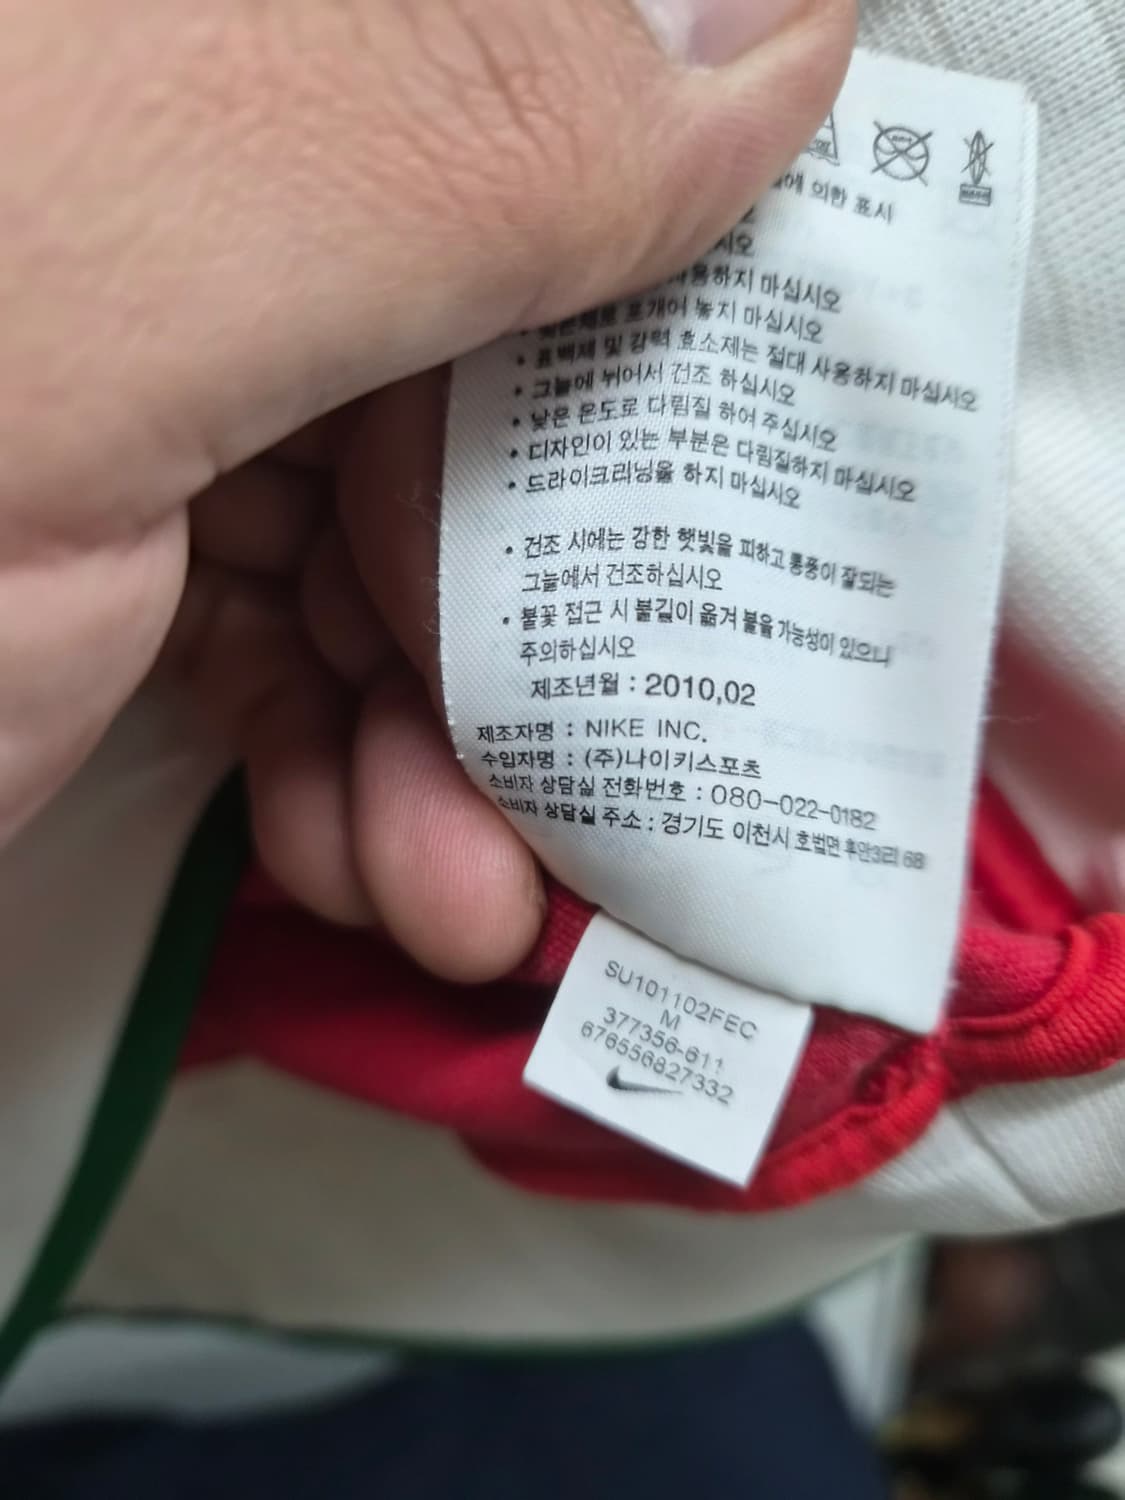 에 의한 표시
시오
사용하지 마십시오
포개어 놓지 마십시오
• 표백제 및 강력 효소제는 절대 사용하지 마십시오
• 그늘에 뉘어서 건조 하십시오
• 낮은 온도로 다림질 하여 주십시오
• 디자인이 있는 부분은 다림질하지 마십시오
• 드라이크리닝을 하지 마십시오
• 건조 시에는 강한 햇빛을 피하고 통풍이 잘되는
그늘에서 건조하십시오
• 불꽃 접근 시 불길이 옮겨 붙을 가능성이 있으니
주의하십시오
제조년월 : 2010,02
제조자명 : NIKE INC.
수입자명 : (주)나이키스포츠
소비자 상담실 전화번호 : 080-022-0182
소비자 상담실 주소 : 경기도 이천시 호법면 후안3리 68
SU101102FEC
M
377356-611
676556827332